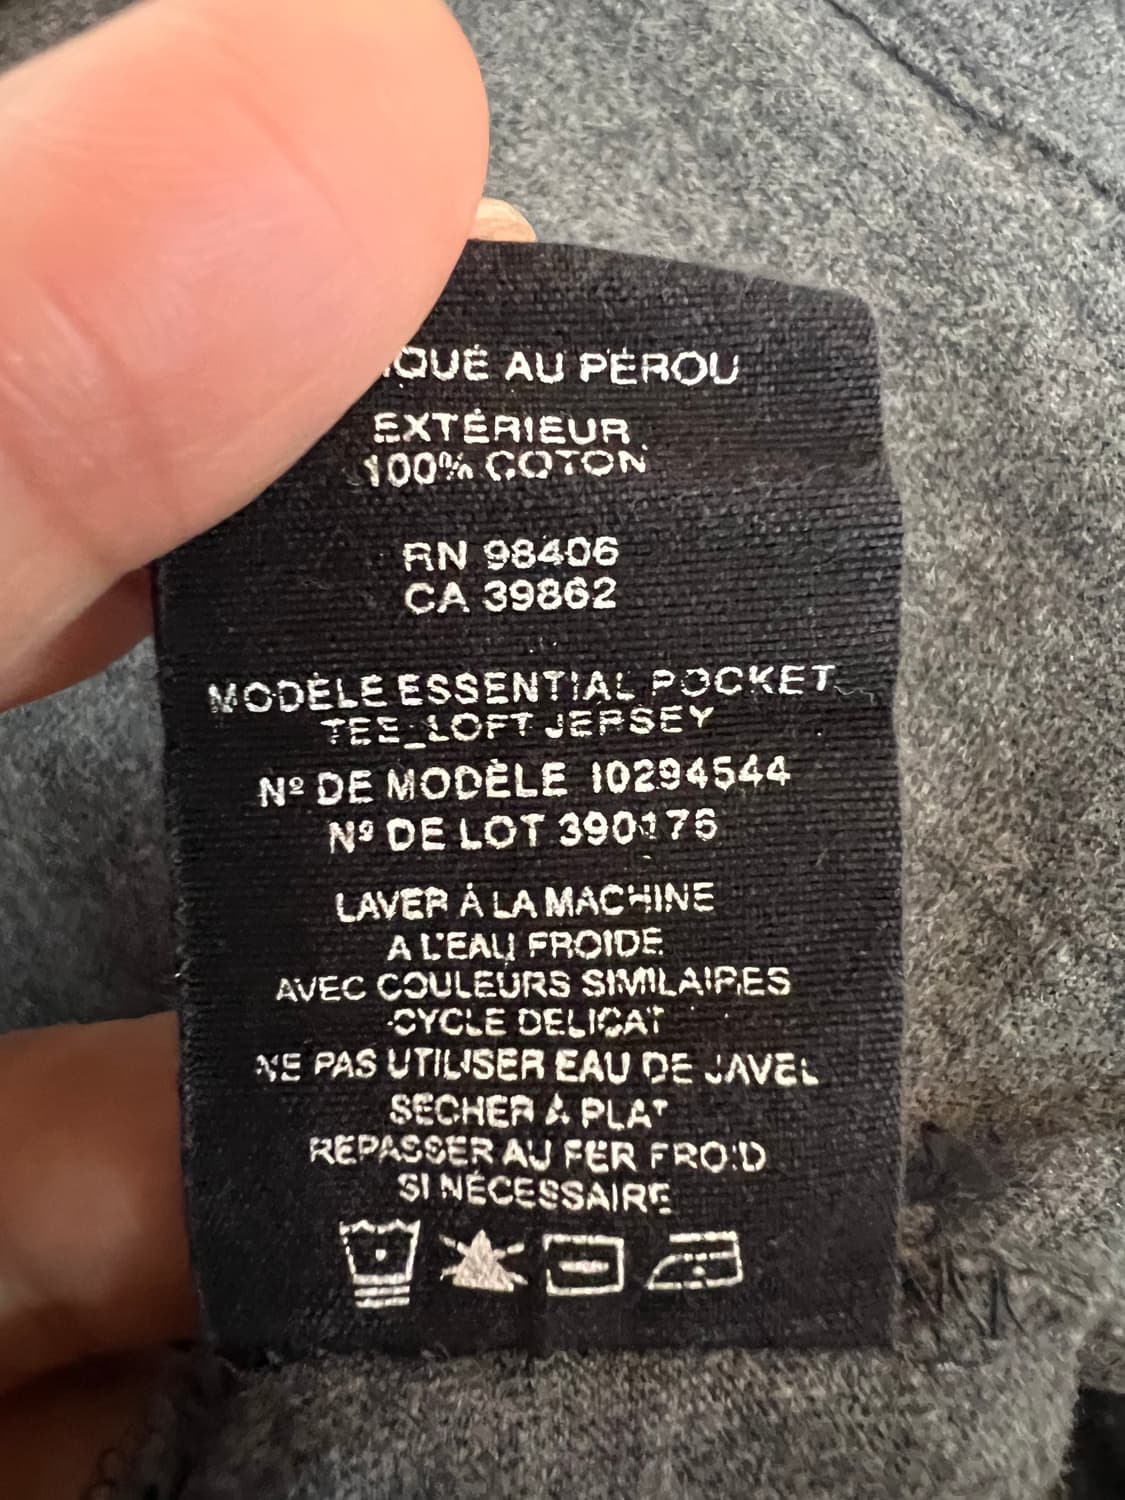 QUÉ AU PÉROU
EXTÉRIEUR
100% COTON
RN 98406
CA 39862
MODÈLE ESSENTIAL POCKET
TEE_LOFT JERSEY
Nº DE MODÈLE 10294544
Nº DE LOT 390176
LAVER À LA MACHINE
A L'EAU FROIDE
AVEC COULEURS SIMILAIRES
CYCLE DELICAT
NE PAS UTILISER EAU DE JAVEL
SECHER À PLAT
REPASSER AU FER FROID
SI NÉCESSAIRE